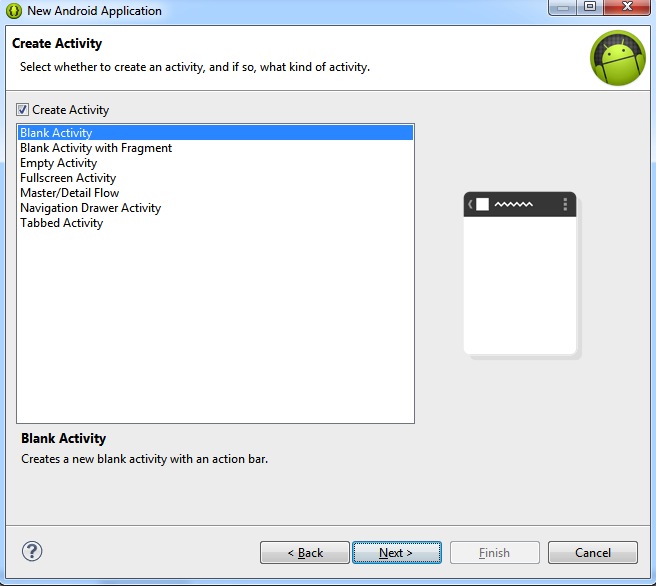 New Android Application
Create Activity
Select whether to create an activity, and if so, what kind of activity.
Create Activity
Blank Activity
Blank Activity with Fragment
Empty Activity
Fullscreen Activity
Master/Detail Flow
Navigation Drawer Activity
Tabbed Activity
Blank Activity
Creates a new blank activity with an action bar.
? < Back Next > Finish Cancel